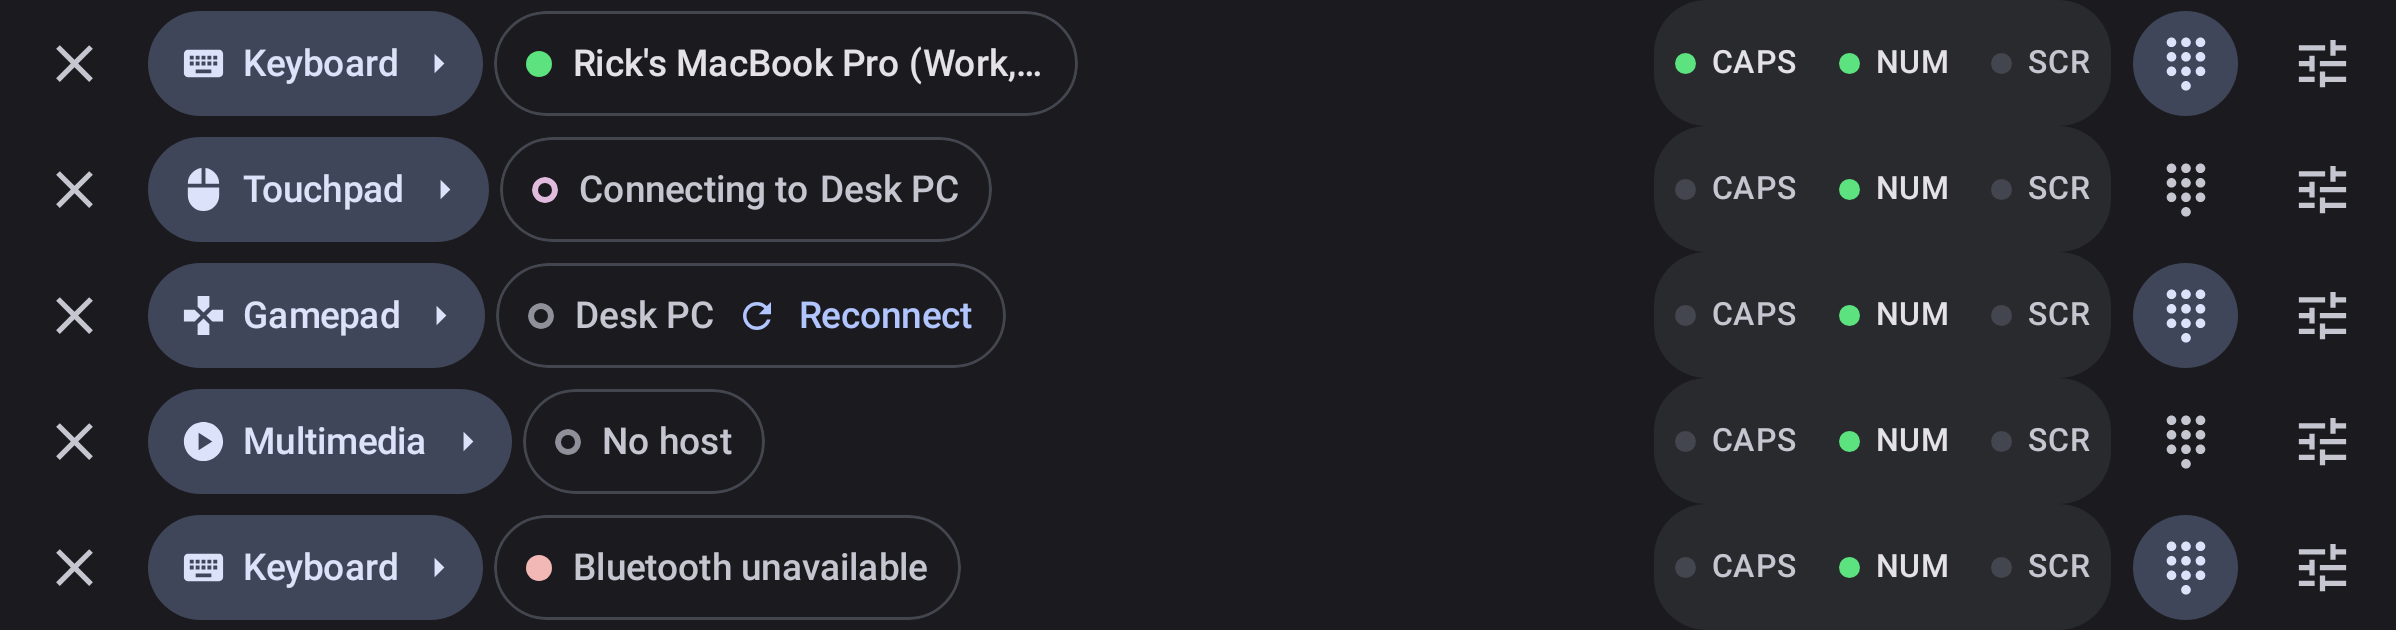 Keyboard Rick's MacBook Pro (Work,... CAPS NUM SCR
Touchpad Connecting to Desk PC CAPS NUM SCR
Gamepad Desk PC Reconnect CAPS NUM SCR
Multimedia No host CAPS NUM SCR
Keyboard Bluetooth unavailable CAPS NUM SCR